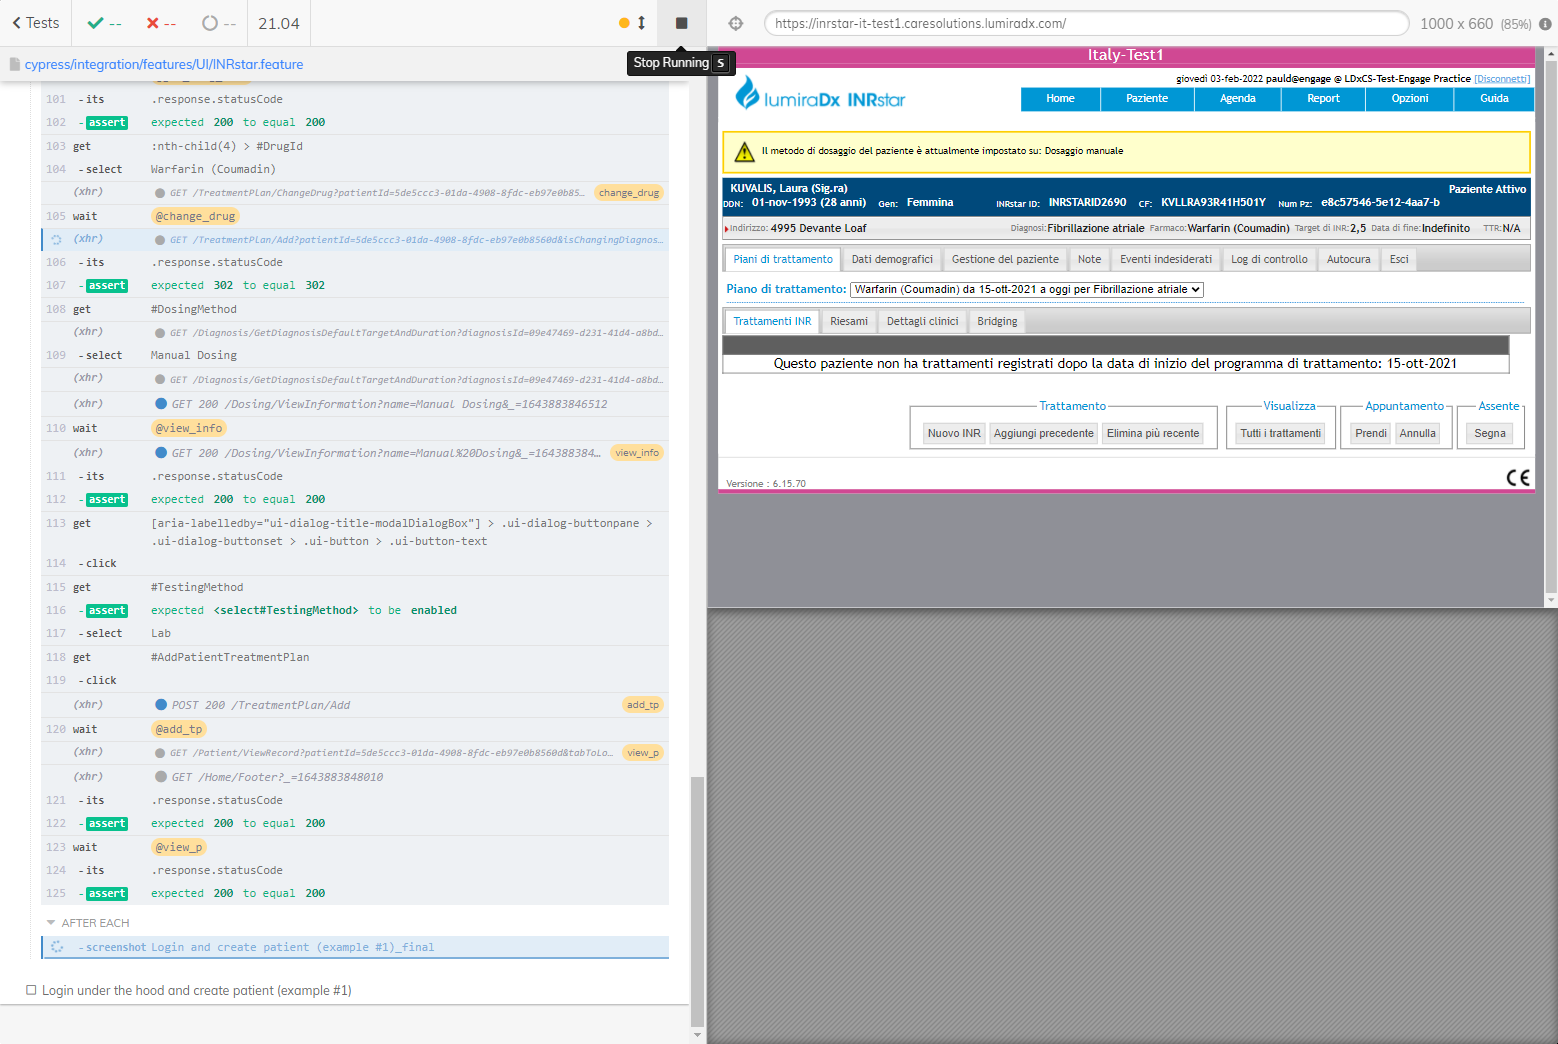 Tests
--
--
--
21.04
Stop Running S
https://inrstar-it-test1.caresolutions.lumiradx.com/
1000 x 660 (85%)
cypress/integration/features/UI/INRstar.feature
101 - its .response.statusCode
102 - assert expected 200 to equal 200
103 get :nth-child(4) > #DrugId
104 - select Warfarin (Coumadin)
(xhr) GET /TreatmentPlan/ChangeDrug?patientId=5de5ccc3-01da-4908-8fdc-eb97e0b85... change_drug
105 wait @change_drug
(xhr) GET /TreatmentPlan/Add?patientId=5de5ccc3-01da-4908-8fdc-eb97e0b8560d&isChangingDiagnos...
106 - its .response.statusCode
107 - assert expected 302 to equal 302
108 get #DosingMethod
(xhr) GET /Diagnosis/GetDiagnosisDefaultTargetAndDuration?diagnosisId=09e47469-d231-41d4-a8bd...
109 - select Manual Dosing
(xhr) GET /Diagnosis/GetDiagnosisDefaultTargetAndDuration?diagnosisId=09e47469-d231-41d4-a8bd...
(xhr) GET 200 /Dosing/ViewInformation?name=Manual Dosing&_=1643883846512
110 wait @view_info
(xhr) GET 200 /Dosing/ViewInformation?name=Manual%20Dosing&_=164388384... view_info
111 - its .response.statusCode
112 - assert expected 200 to equal 200
113 get [aria-labelledby="ui-dialog-title-modalDialogBox"] > .ui-dialog-buttonpane >
.ui-dialog-buttonset > .ui-button > .ui-button-text
114 - click
115 get #TestingMethod
116 - assert expected <select#TestingMethod> to be enabled
117 - select Lab
118 get #AddPatientTreatmentPlan
119 - click
(xhr) POST 200 /TreatmentPlan/Add add_tp
120 wait @add_tp
(xhr) GET /Patient/ViewRecord?patientId=5de5ccc3-01da-4908-8fdc-eb97e0b8560d&tabToLo... view_p
(xhr) GET /Home/Footer?_=1643883848010
121 - its .response.statusCode
122 - assert expected 200 to equal 200
123 wait @view_p
124 - its .response.statusCode
125 - assert expected 200 to equal 200
AFTER EACH
- screenshot Login and create patient (example #1)_final
Login under the hood and create patient (example #1)
Italy-Test1
giovedì 03-feb-2022 pauld@engage @ LDxCS-Test-Engage Practice [Disconnetti]
lumiraDx INRstar
Home Paziente Agenda Report Opzioni Guida
Il metodo di dosaggio del paziente è attualmente impostato su: Dosaggio manuale
KUVALIS, Laura (Sig.ra) Paziente Attivo
DDN: 01-nov-1993 (28 anni) Gen: Femmina INRstar ID: INRSTARID2690 CF: KVLLRA93R41H501Y Num Pz: e8c57546-5e12-4aa7-b
Indirizzo: 4995 Devante Loaf Diagnosi: Fibrillazione atriale Farmaco: Warfarin (Coumadin) Target di INR: 2,5 Data di fine: Indefinito TTR: N/A
Piani di trattamento Dati demografici Gestione del paziente Note Eventi indesiderati Log di controllo Autocura Esci
Piano di trattamento: Warfarin (Coumadin) da 15-ott-2021 a oggi per Fibrillazione atriale
Trattamenti INR Riesami Dettagli clinici Bridging
Questo paziente non ha trattamenti registrati dopo la data di inizio del programma di trattamento: 15-ott-2021
Trattamento Visualizza Appuntamento Assente
Nuovo INR Aggiungi precedente Elimina più recente Tutti i trattamenti Prendi Annulla Segna
Versione : 6.15.70
CE